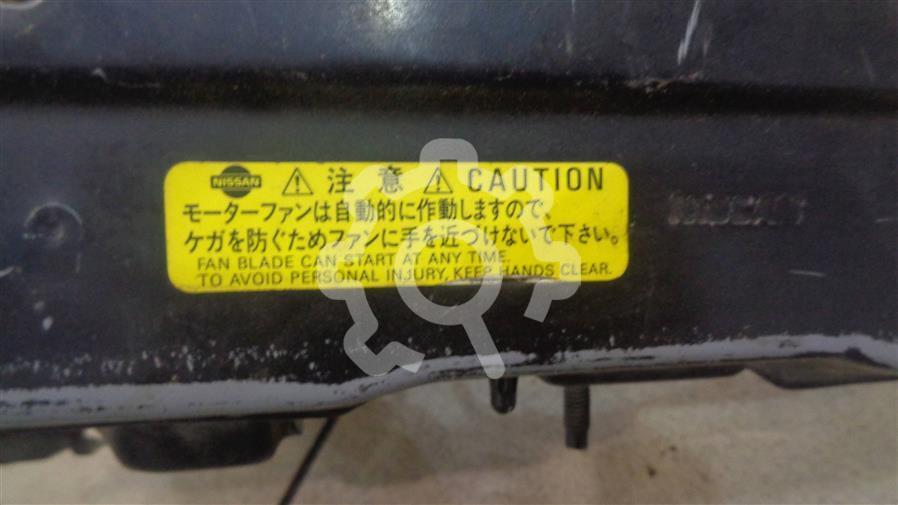 NISSAN 注意 CAUTION
モーターファンは自動的に作動しますので、
ケガを防ぐためファンに手を近づけないで下さい。
FAN BLADE CAN START AT ANY TIME.
TO AVOID PERSONAL INJURY, KEEP HANDS CLEAR.